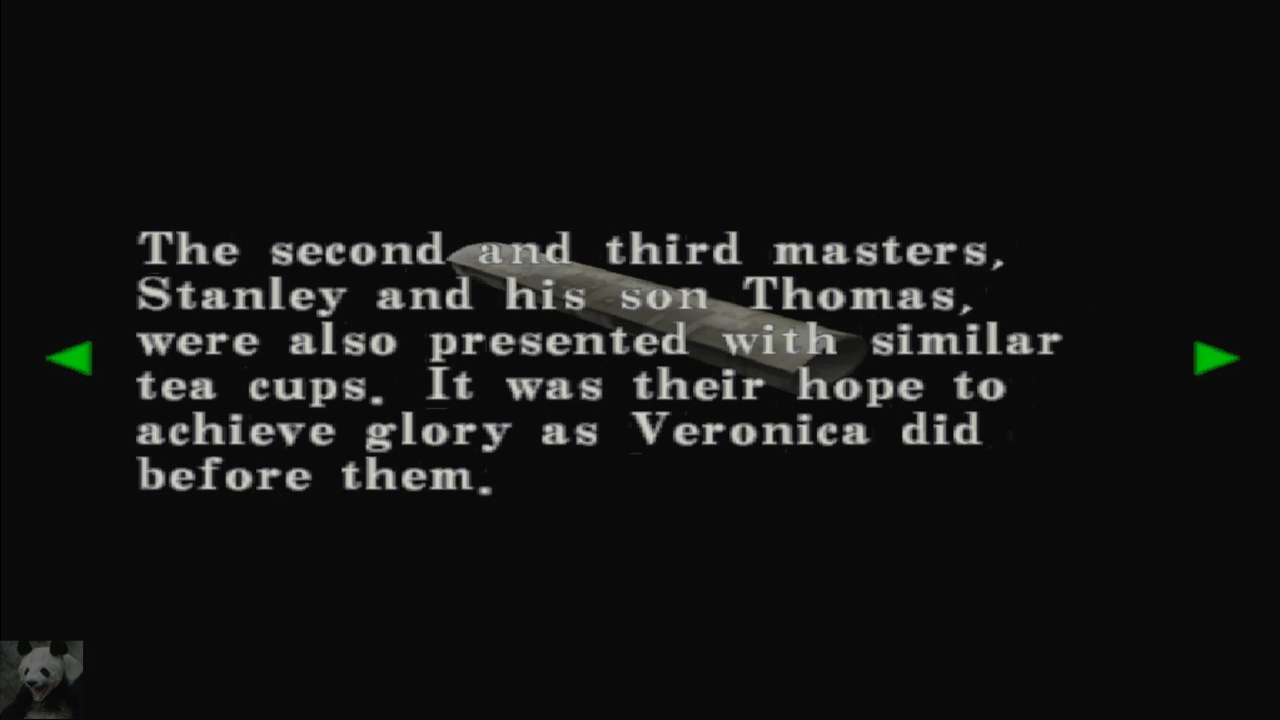 The second and third masters,
Stanley and his son Thomas,
were also presented with similar
tea cups. It was their hope to
achieve glory as Veronica did
before them.